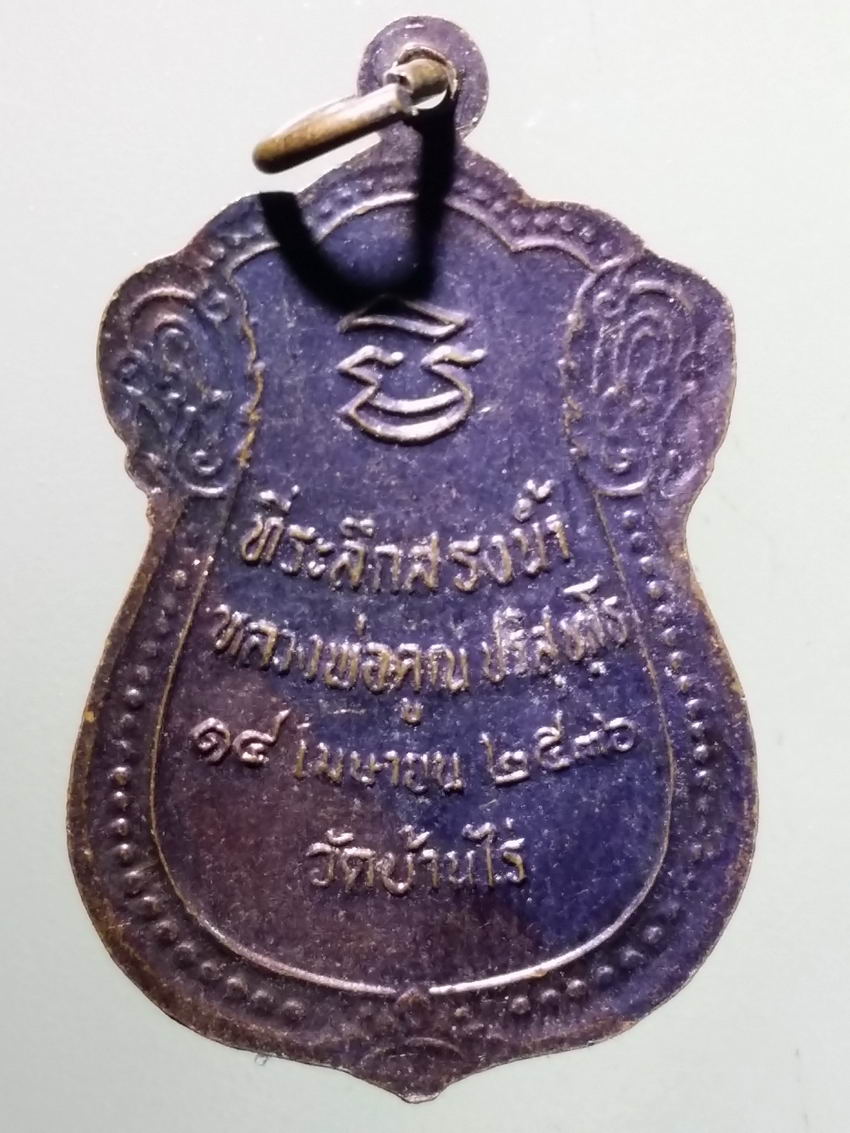 ที่ระลึกสรงน้ำ
หลวงพ่อคูณ ปริสุทฺโธ
๑๔ เมษายน ๒๕๓๖
วัดบ้านไร่